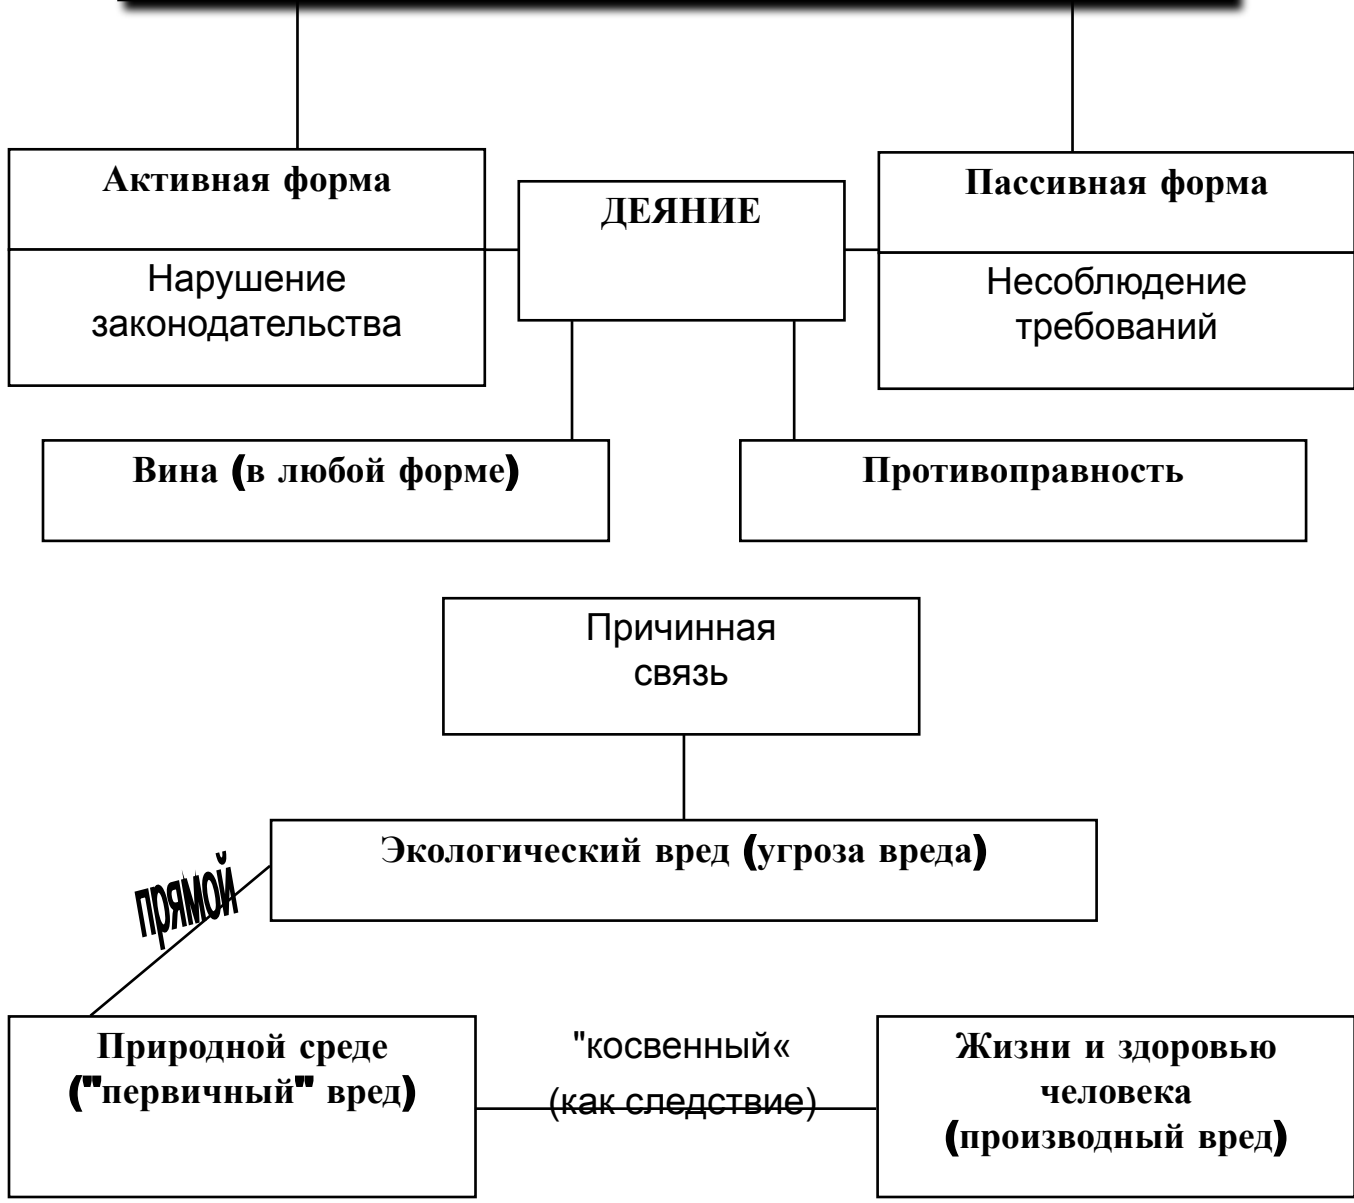 Активная форма
ДЕЯНИЕ
Пассивная форма
Нарушение
законодательства
Несоблюдение
требований
Вина (в любой форме)
Противоправность
Причинная
связь
Экологический вред (угроза вреда)
прямой
Природной среде
("первичный" вред)
"косвенный«
(как следствие)
Жизни и здоровью
человека
(производный вред)